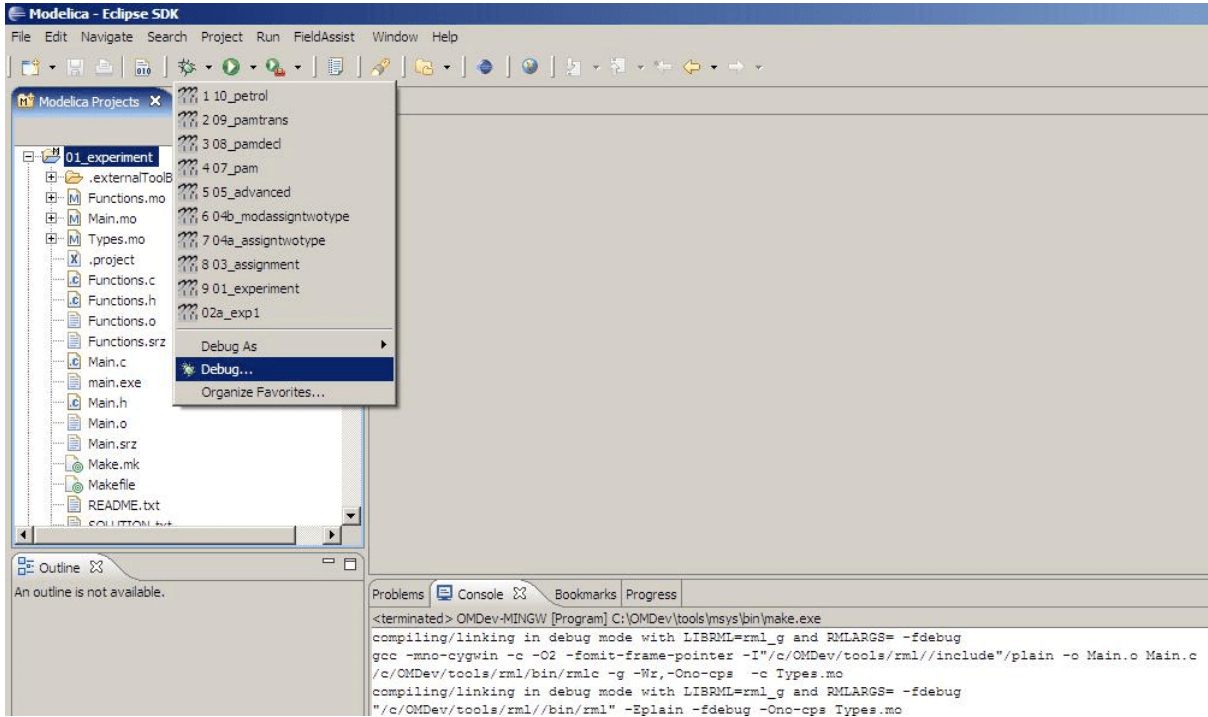 Modelica - Eclipse SDK
File Edit Navigate Search Project Run FieldAssist Window Help
010
Modelica Projects
1 10_petrol
2 09_pamtrans
3 08_pamdecl
4 07_pam
5 05_advanced
6 04b_modassigntwotype
7 04a_assigntwotype
8 03_assignment
9 01_experiment
02a_exp1
Debug As
Debug...
Organize Favorites...
01_experiment
.externalToolB
Functions.mo
Main.mo
Types.mo
.project
Functions.c
Functions.h
Functions.o
Functions.srz
Main.c
main.exe
Main.h
Main.o
Main.srz
Make.mk
Makefile
README.txt
SOLUTION.txt
Outline
An outline is not available.
Problems Console Bookmarks Progress
<terminated> OMDev-MINGW [Program] C:\OMDev\tools\msys\bin\make.exe
compiling/linking in debug mode with LIBRML=rml_g and RMLARGS= -fdebug
gcc -mno-cygwin -c -O2 -fomit-frame-pointer -I"/c/OMDev/tools/rml//include"/plain -o Main.o Main.c
/c/OMDev/tools/rml/bin/rmlc -g -Wr,-Ono-cps -c Types.mo
compiling/linking in debug mode with LIBRML=rml_g and RMLARGS= -fdebug
"/c/OMDev/tools/rml//bin/rml" -Eplain -fdebug -Ono-cps Types.mo